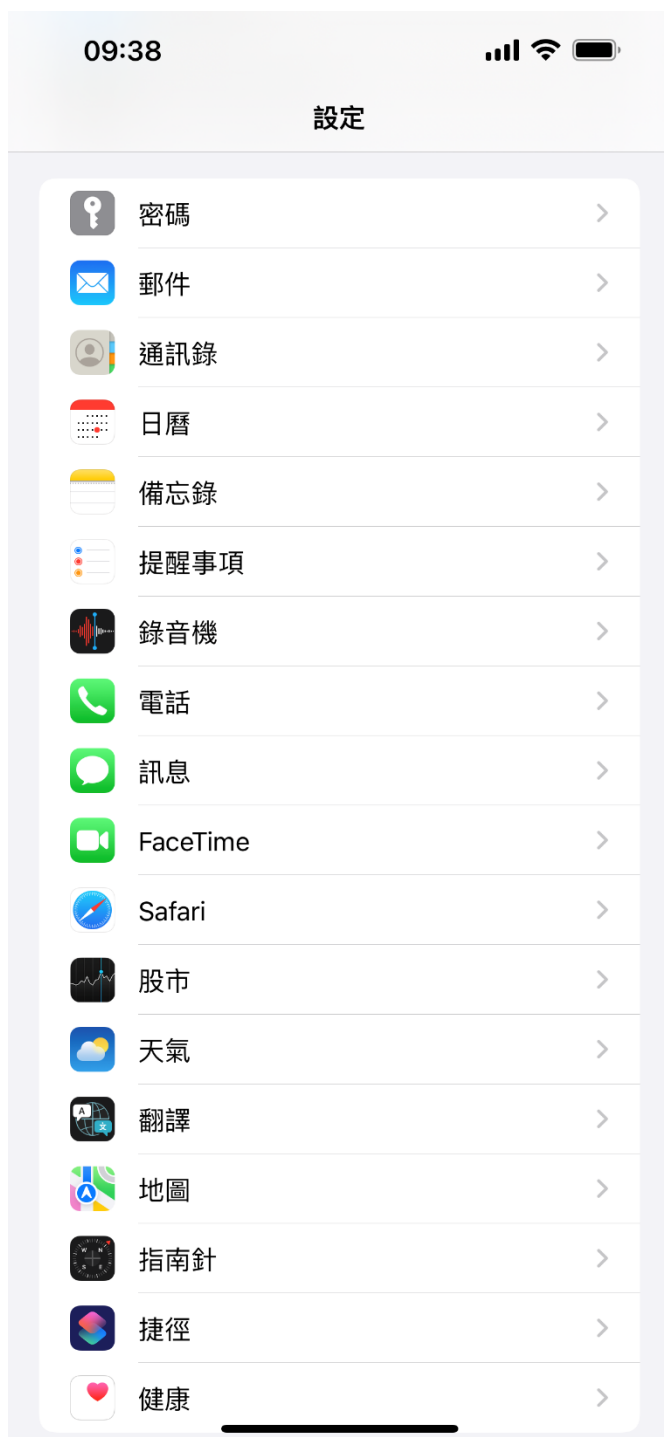 09:38
設定
密碼
郵件
通訊錄
日曆
備忘錄
提醒事項
錄音機
電話
訊息
FaceTime
Safari
股市
天氣
翻譯
地圖
指南針
捷徑
健康